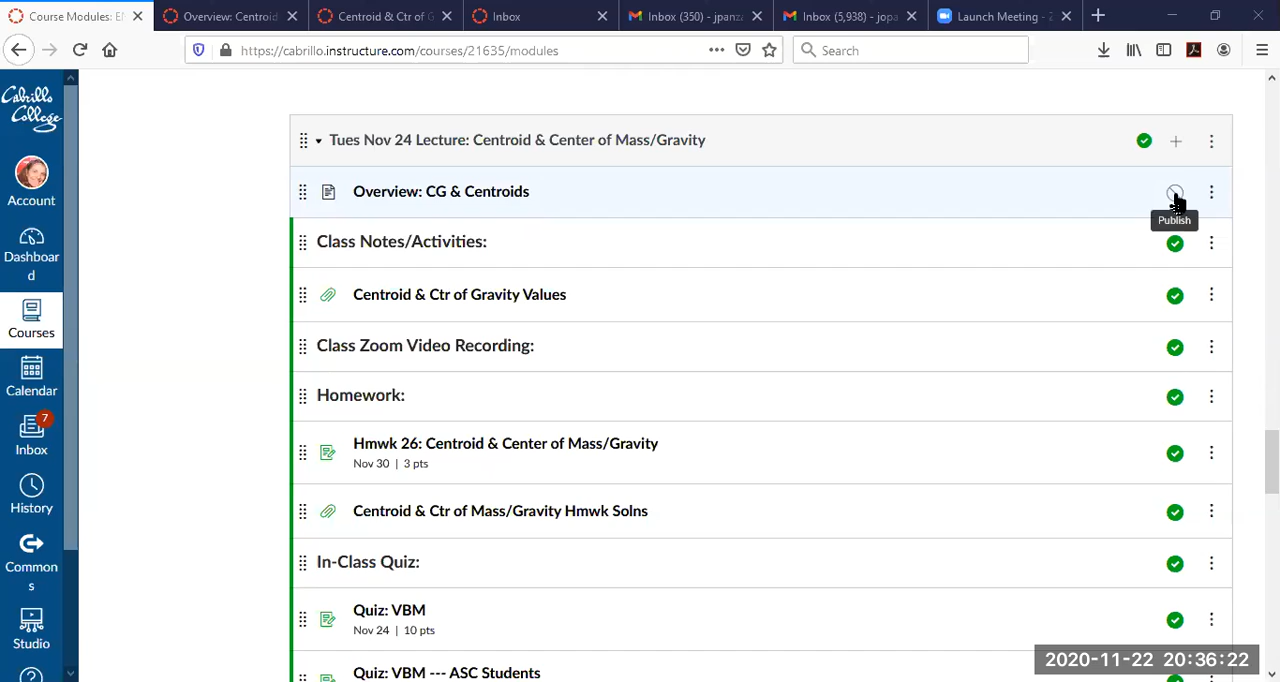 Course Modules: EN
Overview: Centroid
Centroid & Ctr of G
Inbox
Inbox (350) - jpanza
Inbox (5,938) - jopa
Launch Meeting - Z
https://cabrillo.instructure.com/courses/21635/modules
Search
Cabrillo
College
Account
Dashboar
d
Courses
Calendar
7
Inbox
History
Common
s
Studio
Tues Nov 24 Lecture: Centroid & Center of Mass/Gravity
Overview: CG & Centroids
Publish
Class Notes/Activities:
Centroid & Ctr of Gravity Values
Class Zoom Video Recording:
Homework:
Hmwk 26: Centroid & Center of Mass/Gravity
Nov 30 | 3 pts
Centroid & Ctr of Mass/Gravity Hmwk Solns
In-Class Quiz:
Quiz: VBM
Nov 24 | 10 pts
Quiz: VBM --- ASC Students
2020-11-22 20:36:22